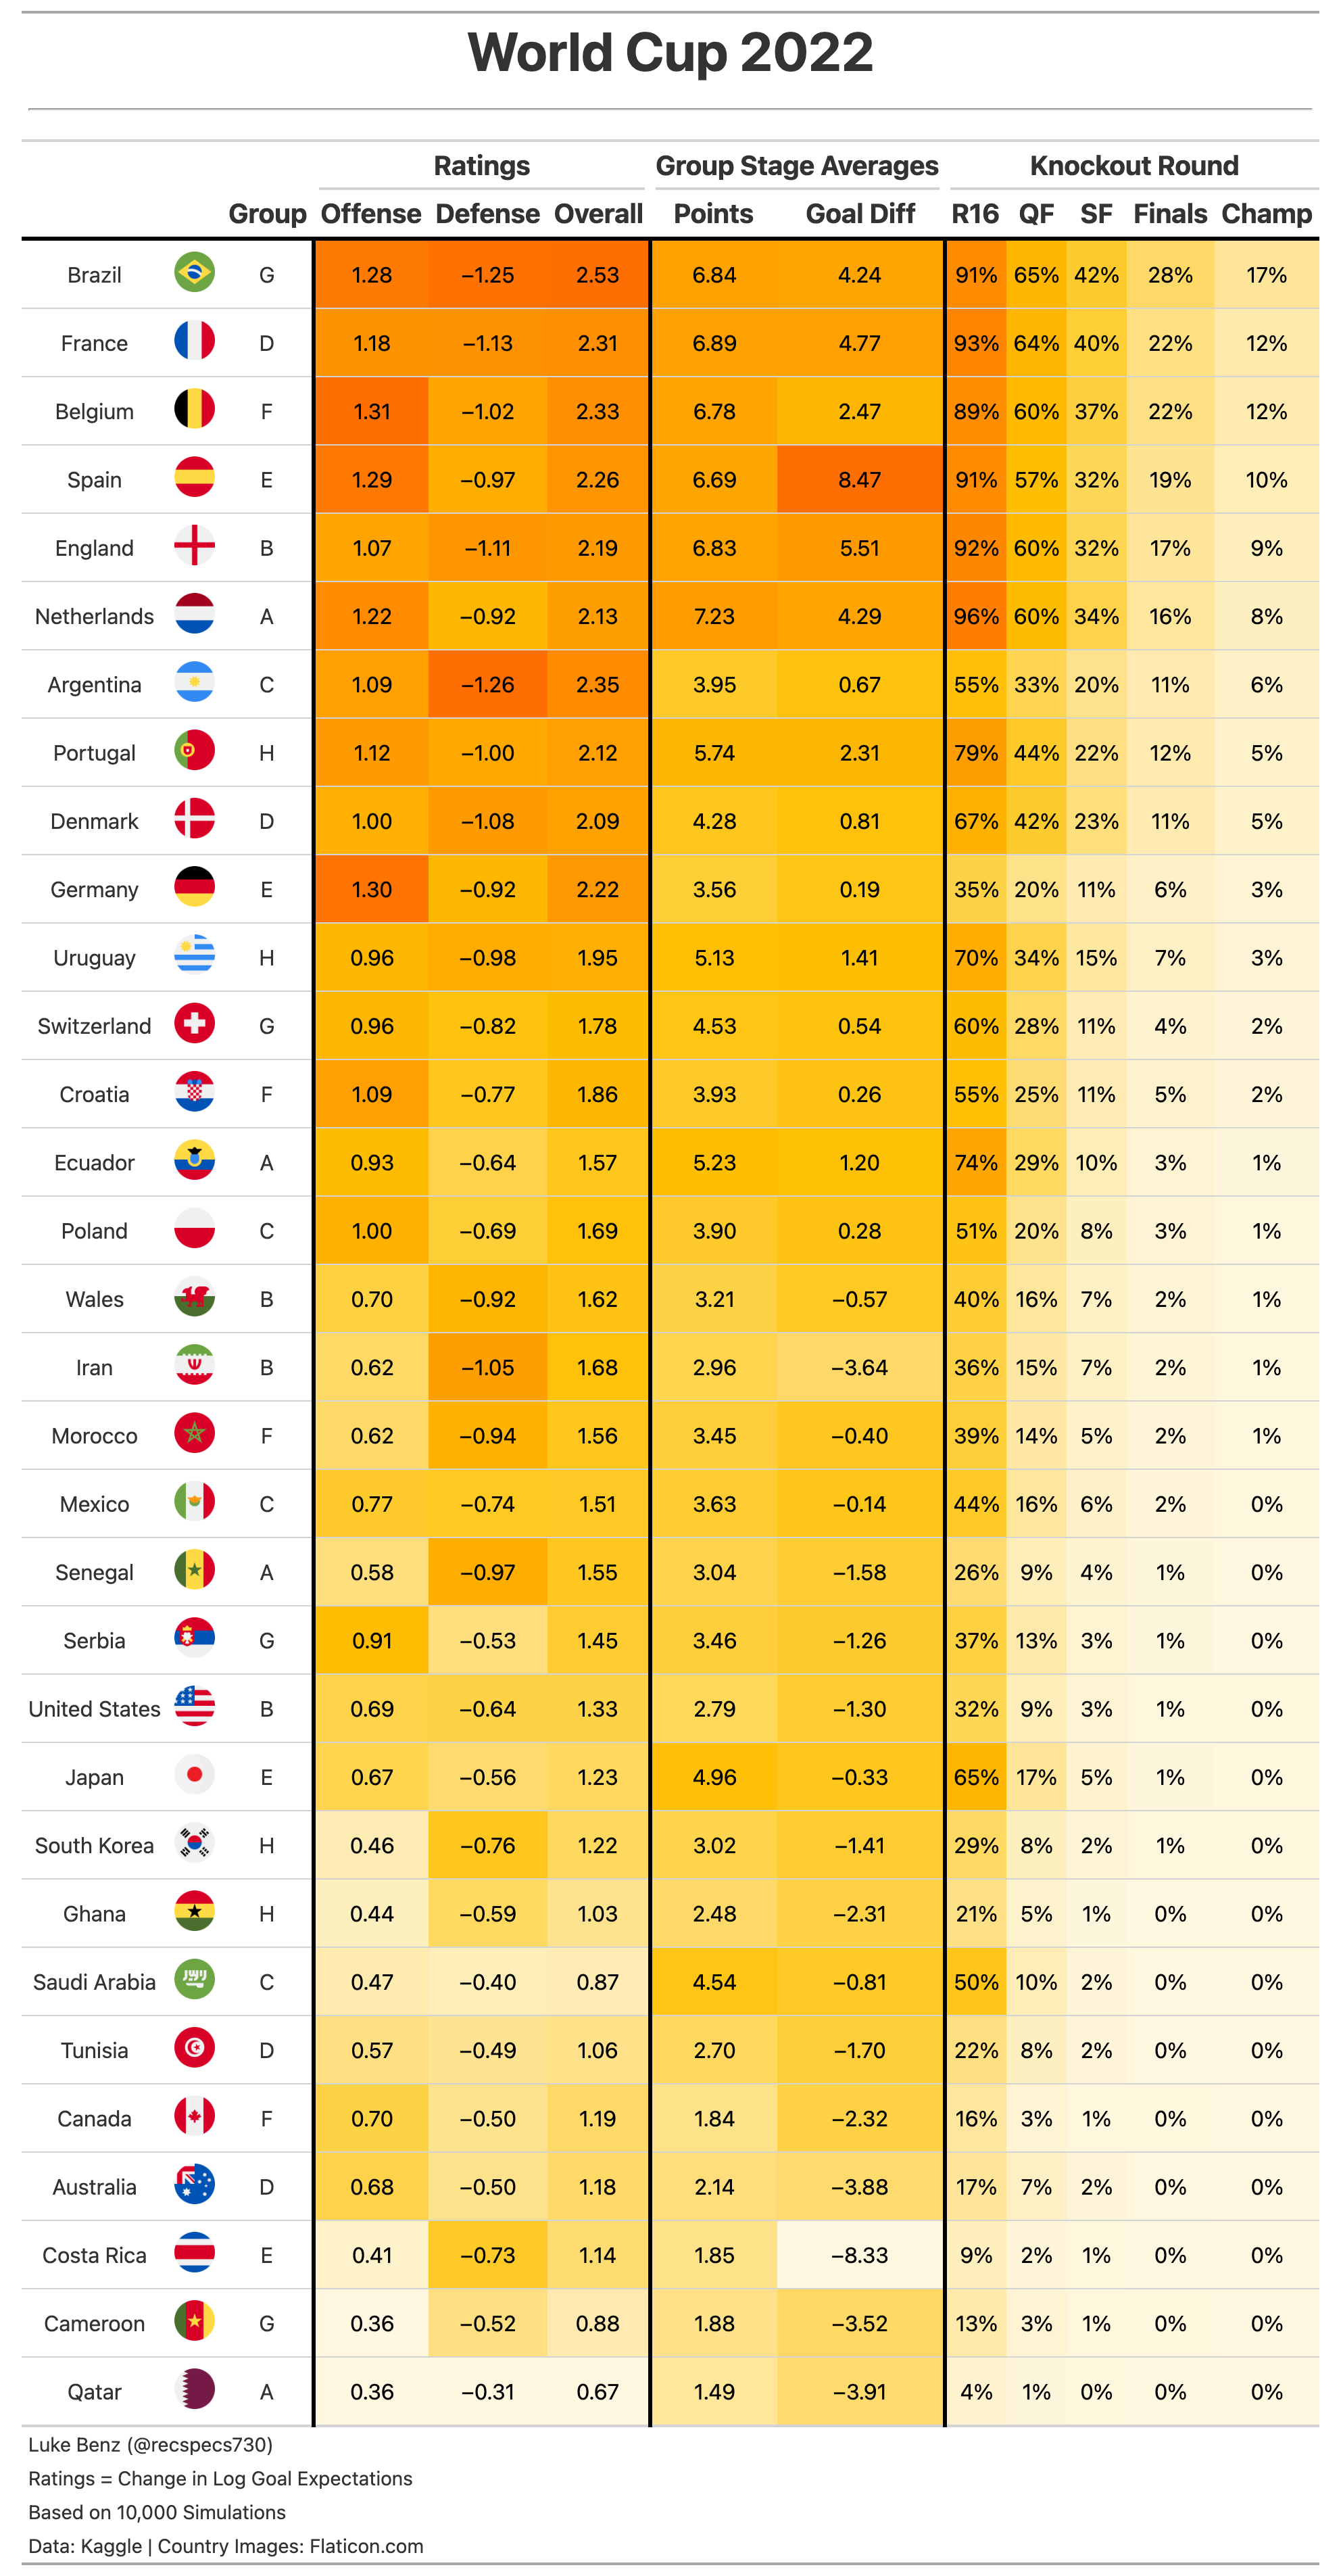 World Cup 2022
Ratings Group Stage Averages Knockout Round
Group Offense Defense Overall Points Goal Diff R16 QF SF Finals Champ
Brazil G 1.28 −1.25 2.53 6.84 4.24 91% 65% 42% 28% 17%
France D 1.18 −1.13 2.31 6.89 4.77 93% 64% 40% 22% 12%
Belgium F 1.31 −1.02 2.33 6.78 2.47 89% 60% 37% 22% 12%
Spain E 1.29 −0.97 2.26 6.69 8.47 91% 57% 32% 19% 10%
England B 1.07 −1.11 2.19 6.83 5.51 92% 60% 32% 17% 9%
Netherlands A 1.22 −0.92 2.13 7.23 4.29 96% 60% 34% 16% 8%
Argentina C 1.09 −1.26 2.35 3.95 0.67 55% 33% 20% 11% 6%
Portugal H 1.12 −1.00 2.12 5.74 2.31 79% 44% 22% 12% 5%
Denmark D 1.00 −1.08 2.09 4.28 0.81 67% 42% 23% 11% 5%
Germany E 1.30 −0.92 2.22 3.56 0.19 35% 20% 11% 6% 3%
Uruguay H 0.96 −0.98 1.95 5.13 1.41 70% 34% 15% 7% 3%
Switzerland G 0.96 −0.82 1.78 4.53 0.54 60% 28% 11% 4% 2%
Croatia F 1.09 −0.77 1.86 3.93 0.26 55% 25% 11% 5% 2%
Ecuador A 0.93 −0.64 1.57 5.23 1.20 74% 29% 10% 3% 1%
Poland C 1.00 −0.69 1.69 3.90 0.28 51% 20% 8% 3% 1%
Wales B 0.70 −0.92 1.62 3.21 −0.57 40% 16% 7% 2% 1%
Iran B 0.62 −1.05 1.68 2.96 −3.64 36% 15% 7% 2% 1%
Morocco F 0.62 −0.94 1.56 3.45 −0.40 39% 14% 5% 2% 1%
Mexico C 0.77 −0.74 1.51 3.63 −0.14 44% 16% 6% 2% 0%
Senegal A 0.58 −0.97 1.55 3.04 −1.58 26% 9% 4% 1% 0%
Serbia G 0.91 −0.53 1.45 3.46 −1.26 37% 13% 3% 1% 0%
United States B 0.69 −0.64 1.33 2.79 −1.30 32% 9% 3% 1% 0%
Japan E 0.67 −0.56 1.23 4.96 −0.33 65% 17% 5% 1% 0%
South Korea H 0.46 −0.76 1.22 3.02 −1.41 29% 8% 2% 1% 0%
Ghana H 0.44 −0.59 1.03 2.48 −2.31 21% 5% 1% 0% 0%
Saudi Arabia C 0.47 −0.40 0.87 4.54 −0.81 50% 10% 2% 0% 0%
Tunisia D 0.57 −0.49 1.06 2.70 −1.70 22% 8% 2% 0% 0%
Canada F 0.70 −0.50 1.19 1.84 −2.32 16% 3% 1% 0% 0%
Australia D 0.68 −0.50 1.18 2.14 −3.88 17% 7% 2% 0% 0%
Costa Rica E 0.41 −0.73 1.14 1.85 −8.33 9% 2% 1% 0% 0%
Cameroon G 0.36 −0.52 0.88 1.88 −3.52 13% 3% 1% 0% 0%
Qatar A 0.36 −0.31 0.67 1.49 −3.91 4% 1% 0% 0% 0%
Luke Benz (@recspecs730)
Ratings = Change in Log Goal Expectations
Based on 10,000 Simulations
Data: Kaggle | Country Images: Flaticon.com